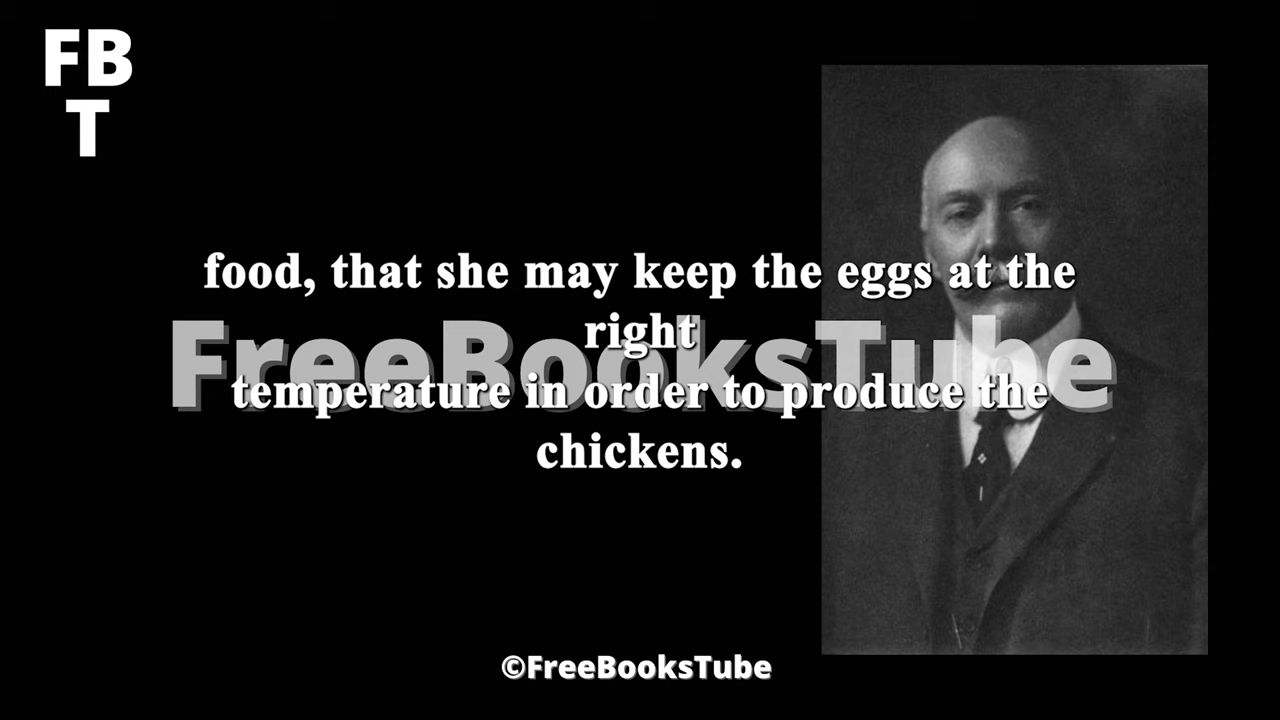 FB
T
food, that she may keep the eggs at the
right
FreeBooksTube
temperature in order to produce the
chickens.
©FreeBooksTube